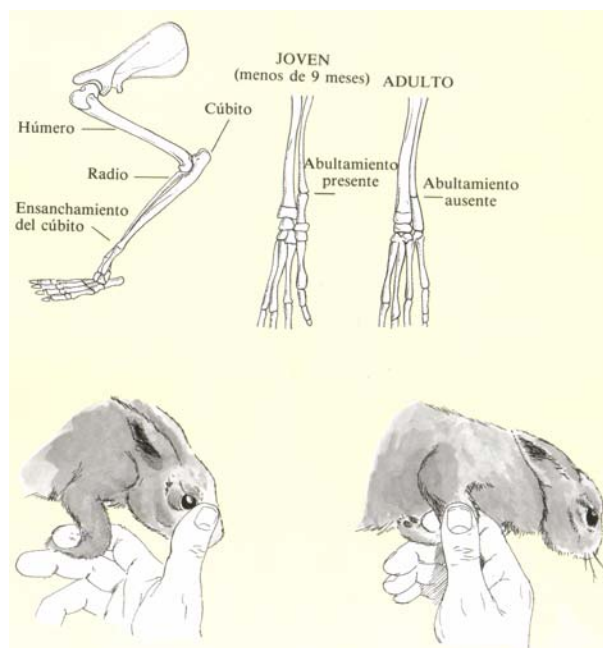 JOVEN
(menos de 9 meses)
ADULTO
Cúbito
Húmero
Radio
Abultamiento
presente
Abultamiento
ausente
Ensanchamiento
del cúbito